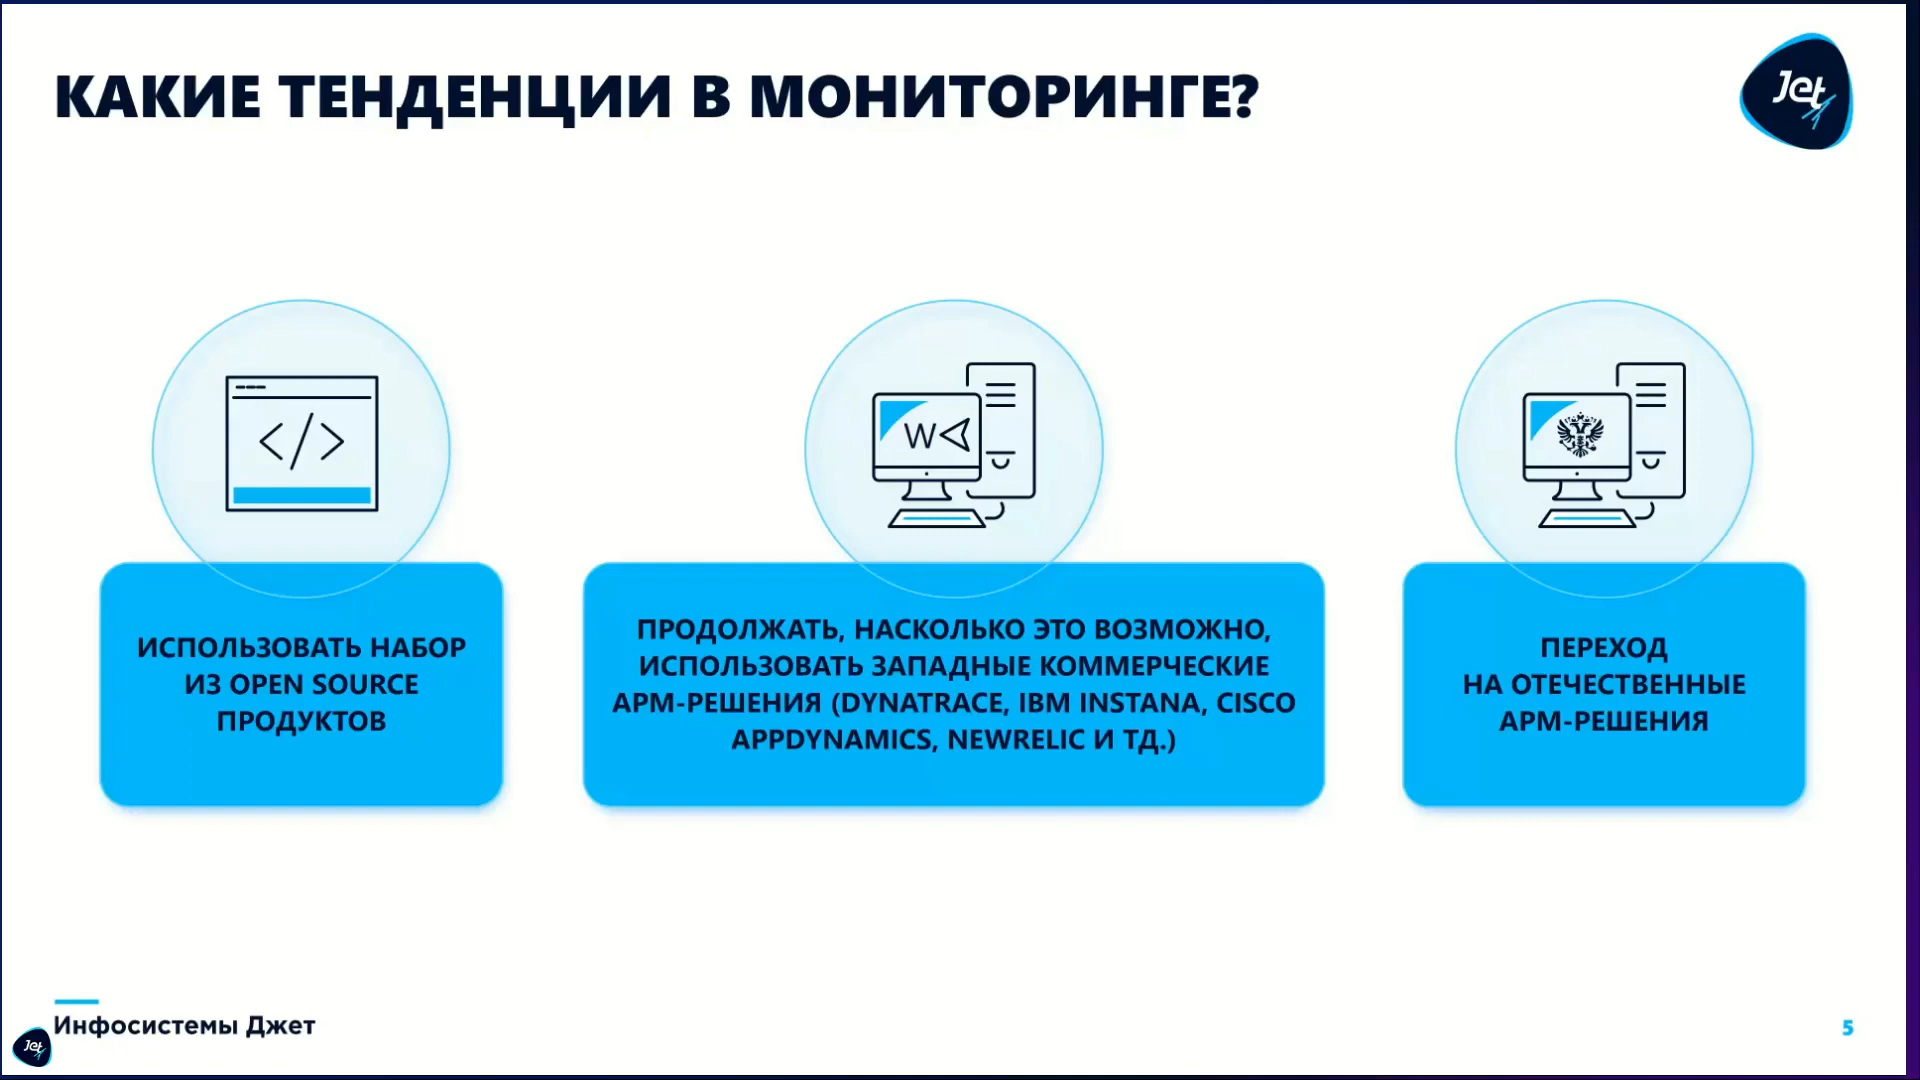 КАКИЕ ТЕНДЕНЦИИ В МОНИТОРИНГЕ?
Jet
</>
W
ИСПОЛЬЗОВАТЬ НАБОР
ИЗ OPEN SOURCE
ПРОДУКТОВ
ПРОДОЛЖАТЬ, НАСКОЛЬКО ЭТО ВОЗМОЖНО,
ИСПОЛЬЗОВАТЬ ЗАПАДНЫЕ КОММЕРЧЕСКИЕ
APM-РЕШЕНИЯ (DYNATRACE, IBM INSTANA, CISCO
APPDYNAMICS, NEWRELIC И ТД.)
ПЕРЕХОД
НА ОТЕЧЕСТВЕННЫЕ
APM-РЕШЕНИЯ
Инфосистемы Джет
Jet
5